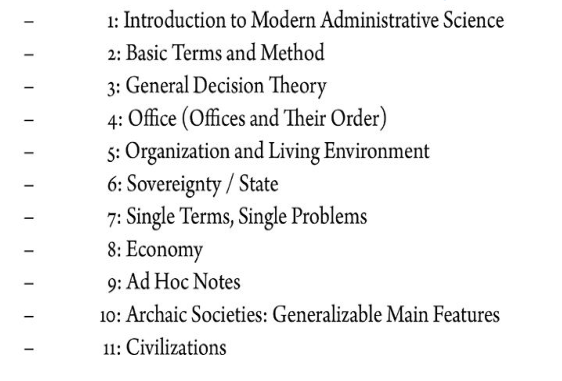 – 1: Introduction to Modern Administrative Science
– 2: Basic Terms and Method
– 3: General Decision Theory
– 4: Office (Offices and Their Order)
– 5: Organization and Living Environment
– 6: Sovereignty / State
– 7: Single Terms, Single Problems
– 8: Economy
– 9: Ad Hoc Notes
– 10: Archaic Societies: Generalizable Main Features
– 11: Civilizations